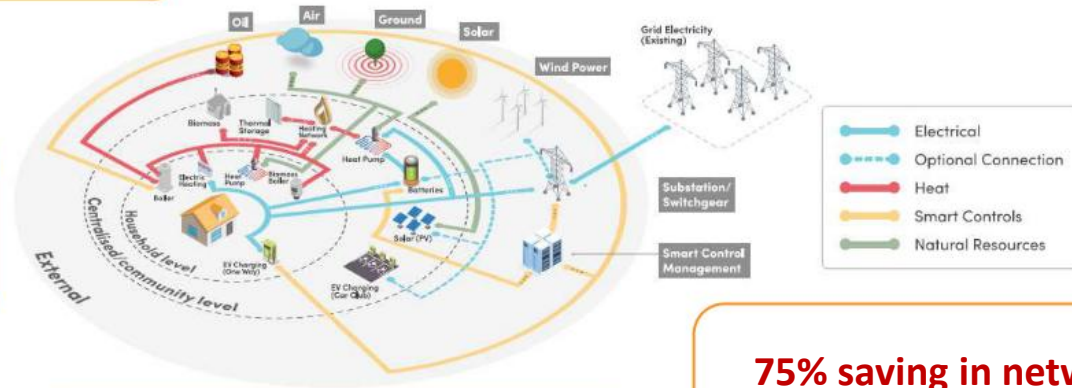 Oil
Air
Ground
Solar
Wind Power
Grid Electricity
(Existing)
Biomass
Thermal
Storage
Heating
Network
Heat Pump
Electric
Heating
Heat
Pump
Biomass
Boiler
Boiler
Batteries
Substation/
Switchgear
Solar (PV)
Smart Control
Management
EV Charging
(One Way)
EV Charging
(Car Club)
Household level
Centralised/community level
External
Electrical
Optional Connection
Heat
Smart Controls
Natural Resources
75% saving in netw